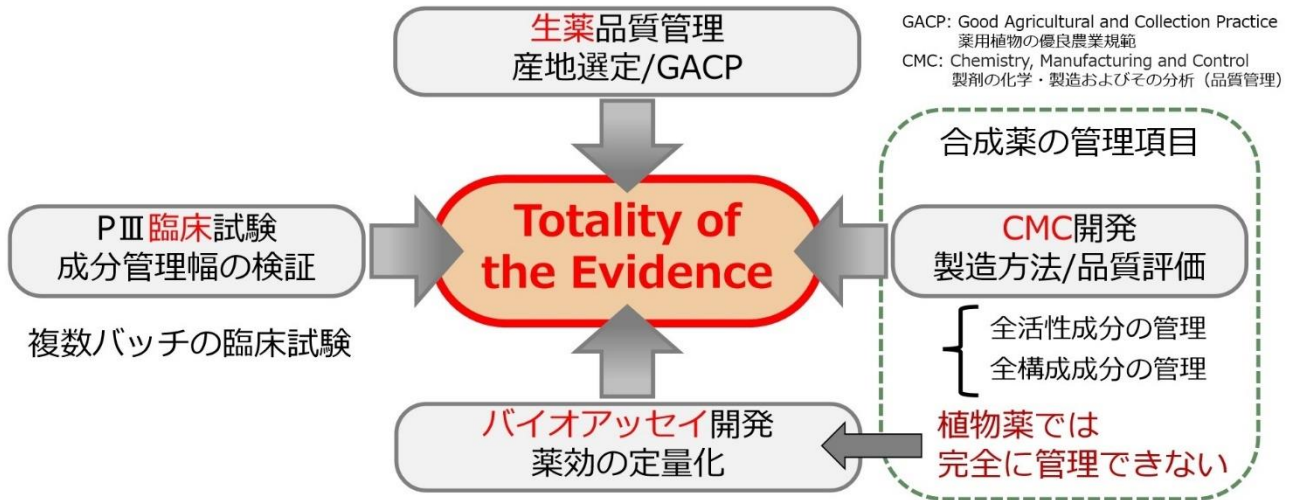 生薬品質管理
産地選定/GACP
GACP: Good Agricultural and Collection Practice
薬用植物の優良農業規範
CMC: Chemistry, Manufacturing and Control
製剤の化学・製造およびその分析（品質管理）
合成薬の管理項目
PⅢ臨床試験
成分管理幅の検証
複数バッチの臨床試験
Totality of
the Evidence
CMC開発
製造方法/品質評価
全活性成分の管理
全構成成分の管理
バイオアッセイ開発
薬効の定量化
植物薬では
完全に管理できない